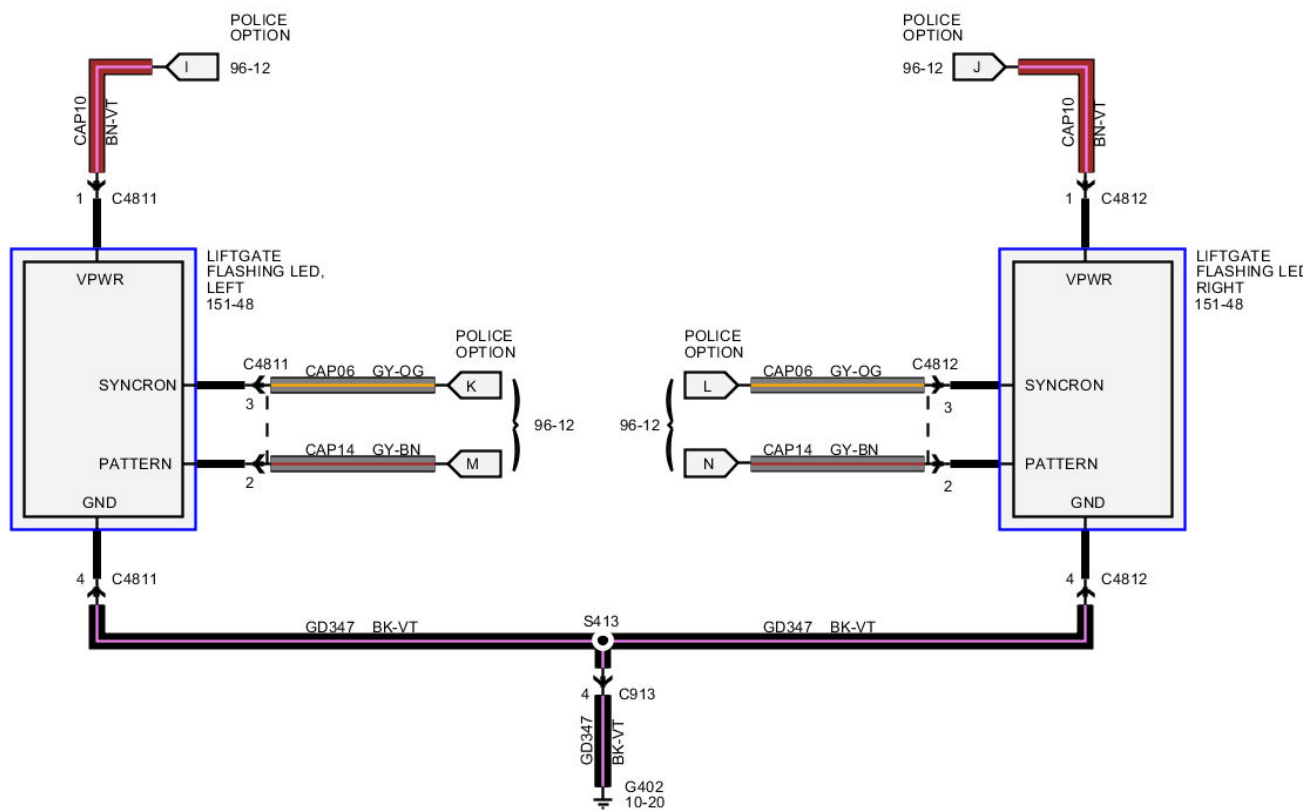 POLICE
OPTION
I
96-12
CAP10
BN-VT
1
C4811
LIFTGATE
FLASHING LED,
LEFT
151-48
VPWR
SYNCRON
PATTERN
GND
C4811
3
CAP06 GY-OG
K
2
CAP14 GY-BN
M
POLICE
OPTION
96-12
4
C4811
POLICE
OPTION
96-12
J
CAP10
BN-VT
1
C4812
LIFTGATE
FLASHING LED
RIGHT
151-48
VPWR
SYNCRON
PATTERN
GND
POLICE
OPTION
96-12
L
CAP06 GY-OG
C4812
3
N
CAP14 GY-BN
2
4
C4812
GD347 BK-VT
S413
GD347 BK-VT
4
C913
GD347
BK-VT
G402
10-20